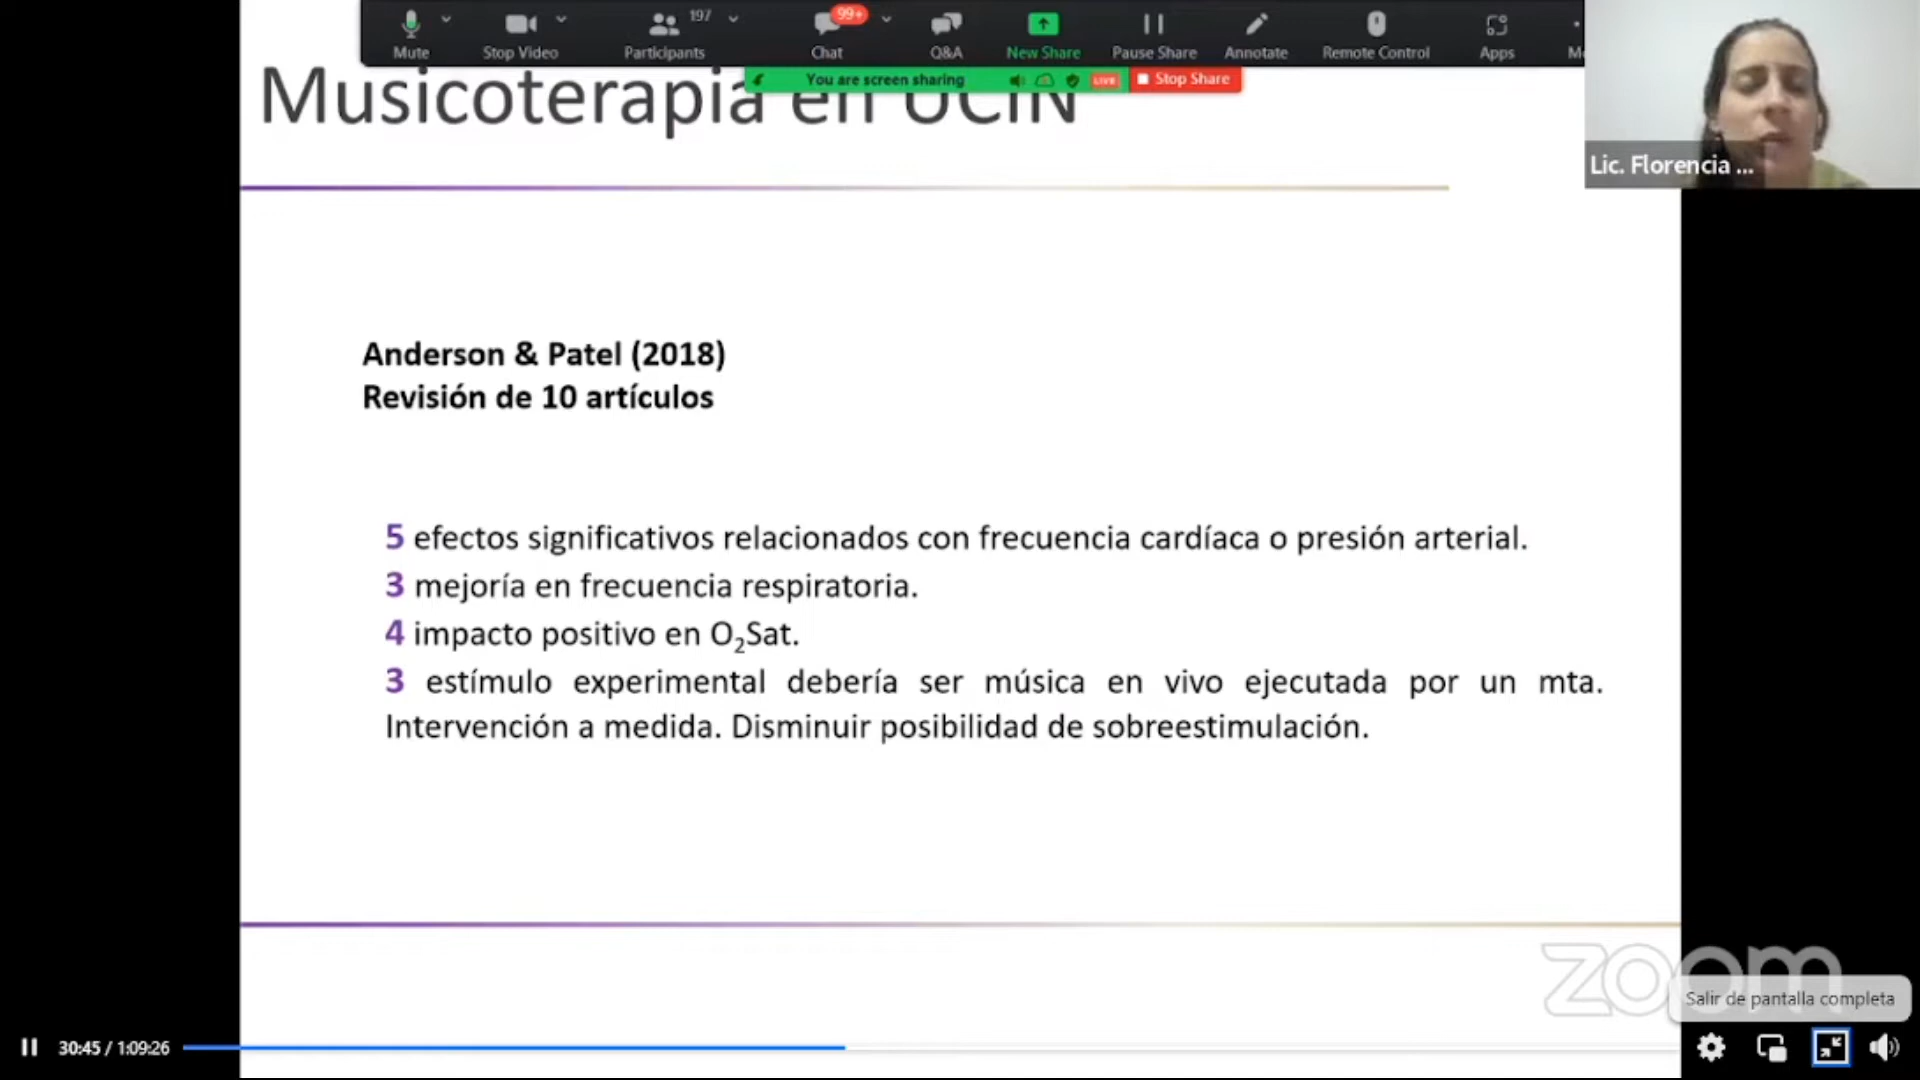 Mute
Stop Video
Participants
197
Chat
99+
Q&A
New Share
Pause Share
Annotate
Remote Control
Apps
You are screen sharing
LIVE
Stop Share
Musicoterapia en UCIN
Lic. Florencia ...
Anderson & Patel (2018)
Revisión de 10 artículos
5 efectos significativos relacionados con frecuencia cardíaca o presión arterial.
3 mejoría en frecuencia respiratoria.
4 impacto positivo en O₂Sat.
3 estímulo experimental debería ser música en vivo ejecutada por un mta.
Intervención a medida. Disminuir posibilidad de sobreestimulación.
zoom
Salir de pantalla completa
30:45 / 1:09:26